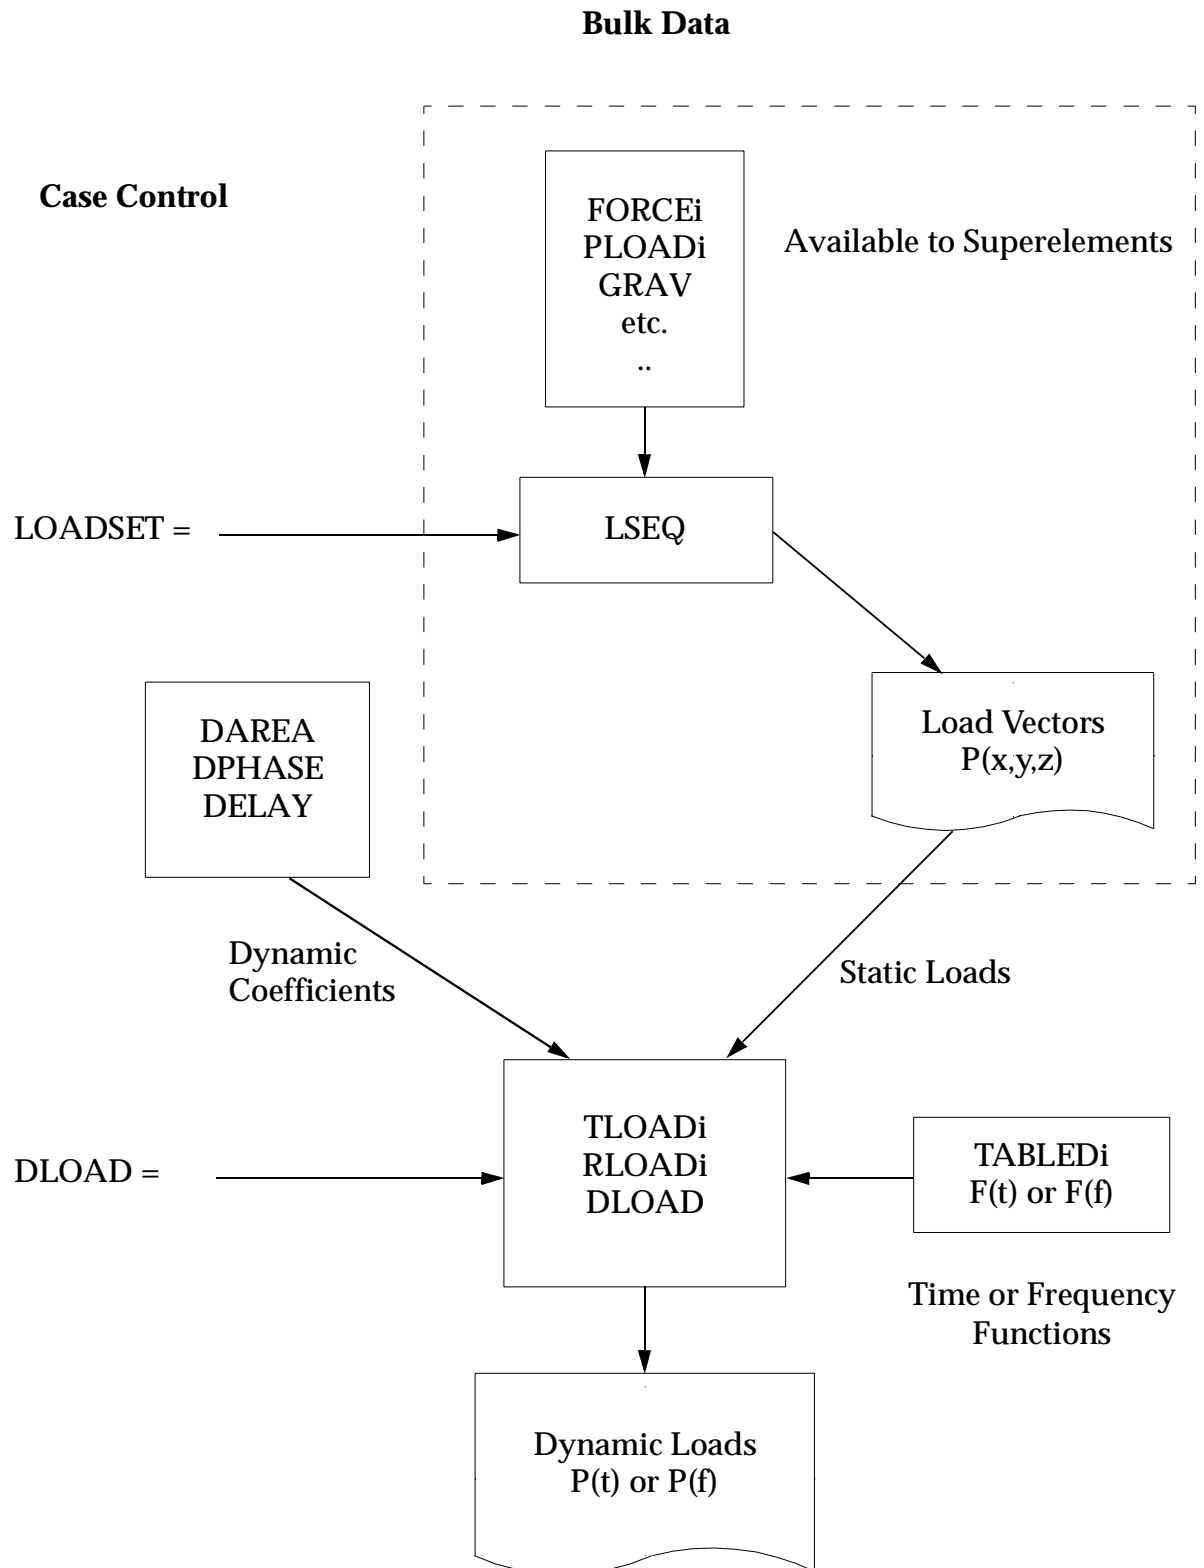 Bulk Data
Case Control
FORCEi
PLOADi
GRAV
etc.
..
Available to Superelements
LOADSET =
LSEQ
DAREA
DPHASE
DELAY
Load Vectors
P(x,y,z)
Dynamic
Coefficients
Static Loads
DLOAD =
TLOADi
RLOADi
DLOAD
TABLEDi
F(t) or F(f)
Time or Frequency
Functions
Dynamic Loads
P(t) or P(f)